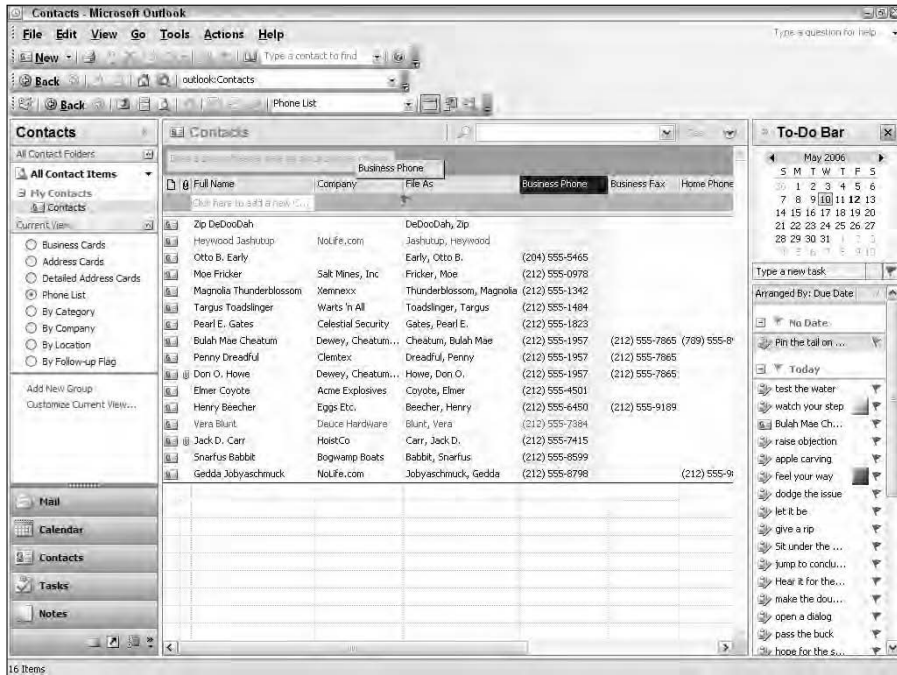 Contacts - Microsoft Outlook
File Edit View Go Tools Actions Help
Type a question for help
New Type a contact to find
Back outlook:Contacts
Back Phone List
Contacts
All Contact Folders
All Contact Items
My Contacts
Contacts
Current View
Business Cards
Address Cards
Detailed Address Cards
Phone List
By Category
By Company
By Location
By Follow-up Flag
Add New Group
Customize Current View...
Mail
Calendar
Contacts
Tasks
Notes
Contacts
Business Phone
Full Name Company File As Business Phone Business Fax Home Phone
Click here to add a new C...
Zip DeDooDah DeDooDah, Zip
Heywood Jashutup NoLife.com Jashutup, Heywood
Otto B. Early Early, Otto B. (204) 555-5465
Moe Fricker Salt Mines, Inc Fricker, Moe (212) 555-0978
Magnolia Thunderblossom Xemnexx Thunderblossom, Magnolia (212) 555-1342
Targus Toadslinger Warts 'n All Toadslinger, Targus (212) 555-1484
Pearl E. Gates Celestial Security Gates, Pearl E. (212) 555-1823
Bulah Mae Cheatum Dewey, Cheatum... Cheatum, Bulah Mae (212) 555-1957 (212) 555-7865 (789) 555-8
Penny Dreadful Clemtex Dreadful, Penny (212) 555-1957 (212) 555-7865
Don O. Howe Dewey, Cheatum... Howe, Don O. (212) 555-1957 (212) 555-7865
Elmer Coyote Acme Explosives Coyote, Elmer (212) 555-4501
Henry Beecher Eggs Etc. Beecher, Henry (212) 555-6450 (212) 555-9189
Vera Blunt Deuce Hardware Blunt, Vera (212) 555-7384
Jack D. Carr HoistCo Carr, Jack D. (212) 555-7415
Snarfus Babbit Bogwamp Boats Babbit, Snarfus (212) 555-8599
Gedda Jobyaschmuck NoLife.com Jobyaschmuck, Gedda (212) 555-8798 (212) 555-9
To-Do Bar
May 2006
S M T W T F S
30 1 2 3 4 5 6
7 8 9 10 11 12 13
14 15 16 17 18 19 20
21 22 23 24 25 26 27
28 29 30 31 1 2 3
4 5 6 7 8 9 10
Type a new task
Arranged By: Due Date
No Date
Pin the tail on ...
Today
test the water
watch your step
Bulah Mae Ch...
raise objection
apple carving
feel your way
dodge the issue
let it be
give a rip
Sit under the ...
jump to conclu...
Hear it for the...
make the dou...
open a dialog
pass the buck
hope for the s...
16 Items